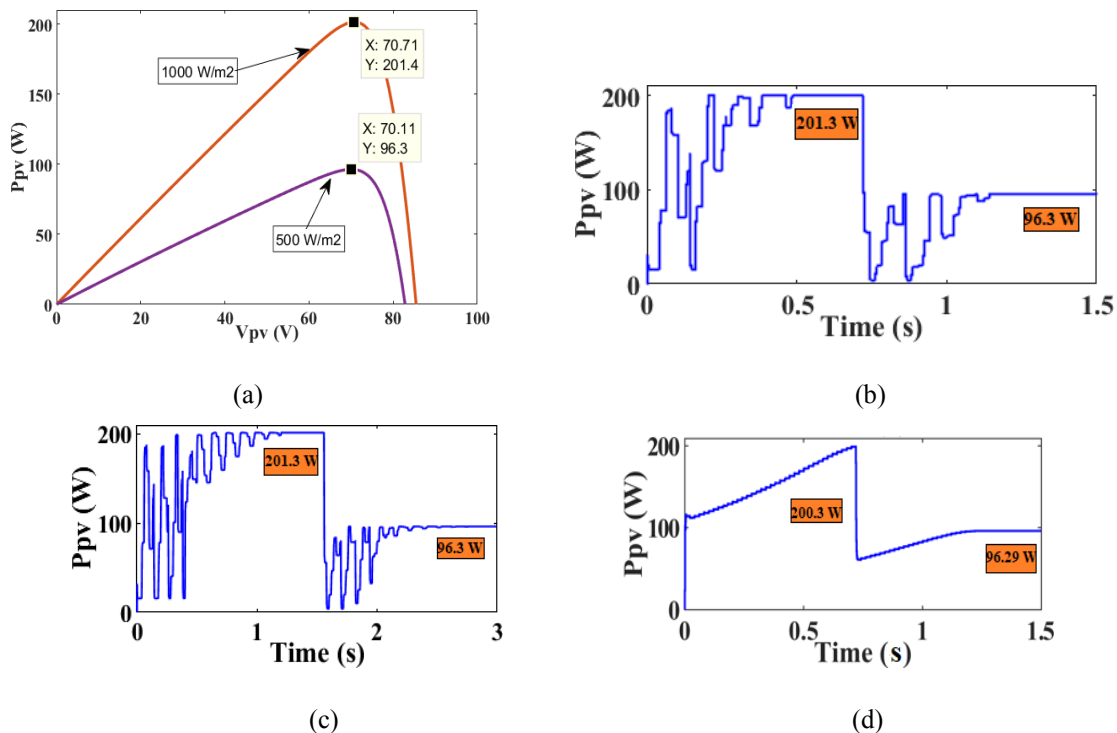 200
150
100
50
0
Ppv (W)
1000 W/m2
500 W/m2
X: 70.71
Y: 201.4
X: 70.11
Y: 96.3
0 20 40 60 80 100
Vpv (V)
(a)
200
100
0
Ppv (W)
201.3 W
96.3 W
0 0.5 1 1.5
Time (s)
(b)
200
100
0
Ppv (W)
201.3 W
96.3 W
0 1 2 3
Time (s)
(c)
200
100
0
Ppv (W)
200.3 W
96.29 W
0 0.5 1 1.5
Time (s)
(d)